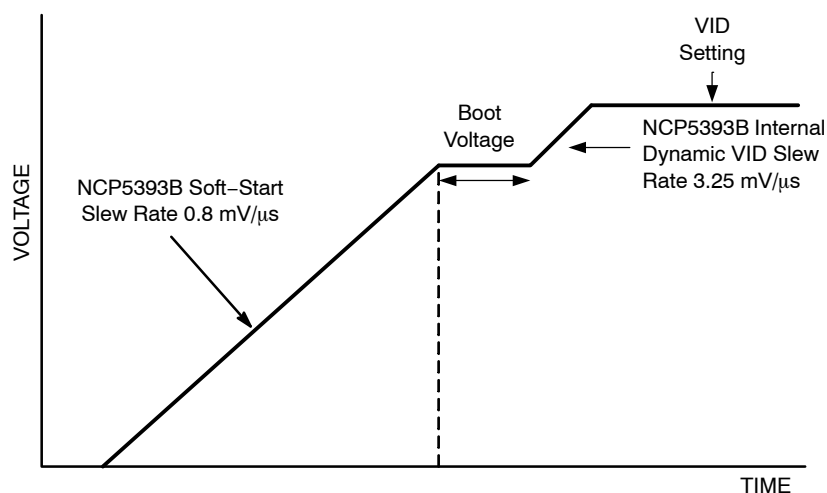 VID
Setting
Boot
Voltage
NCP5393B Internal
Dynamic VID Slew
Rate 3.25 mV/μs
NCP5393B Soft−Start
Slew Rate 0.8 mV/μs
VOLTAGE
TIME